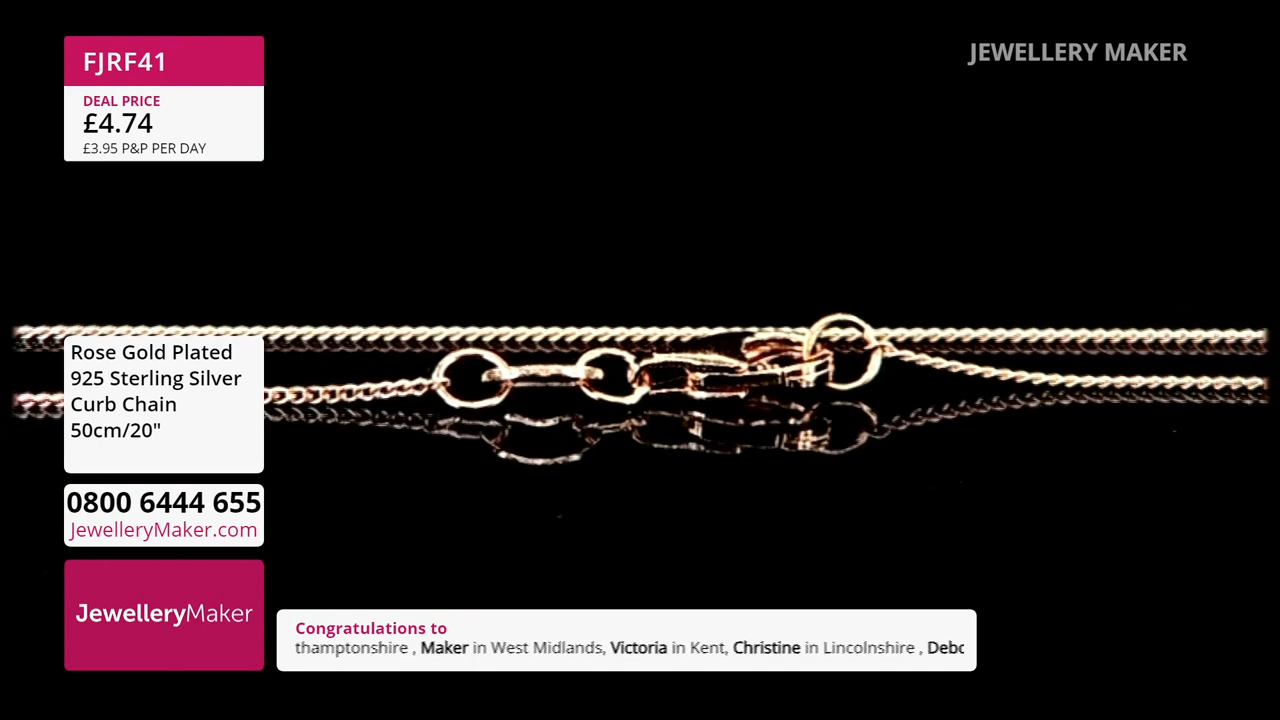 FJRF41
DEAL PRICE
£4.74
£3.95 P&P PER DAY
JEWELLERY MAKER
Rose Gold Plated
925 Sterling Silver
Curb Chain
50cm/20"
0800 6444 655
JewelleryMaker.com
JewelleryMaker
Congratulations to
thamptonshire , Maker in West Midlands, Victoria in Kent, Christine in Lincolnshire ,